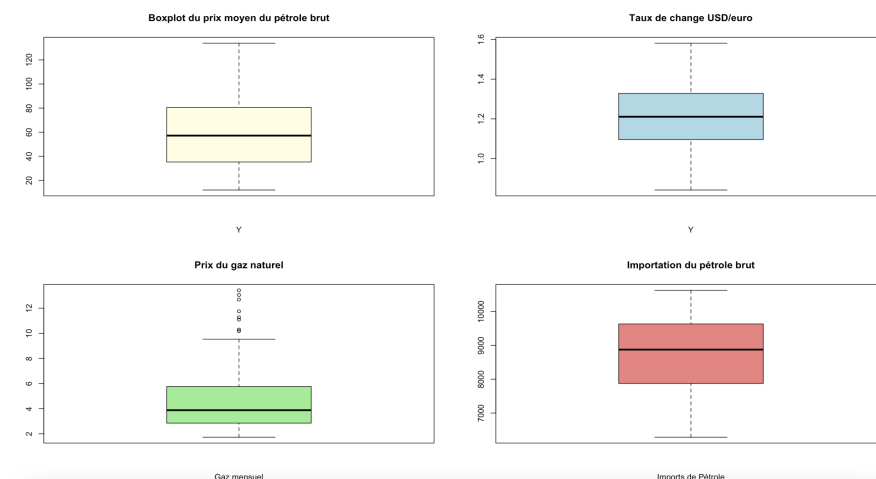 Boxplot du prix moyen du pétrole brut
120
100
80
60
40
20
Y
Taux de change USD/euro
1.6
1.4
1.2
1.0
Y
Prix du gaz naturel
12
10
8
6
4
2
Gaz mensuel
Importation du pétrole brut
10000
9000
8000
7000
Imports de Pétrole